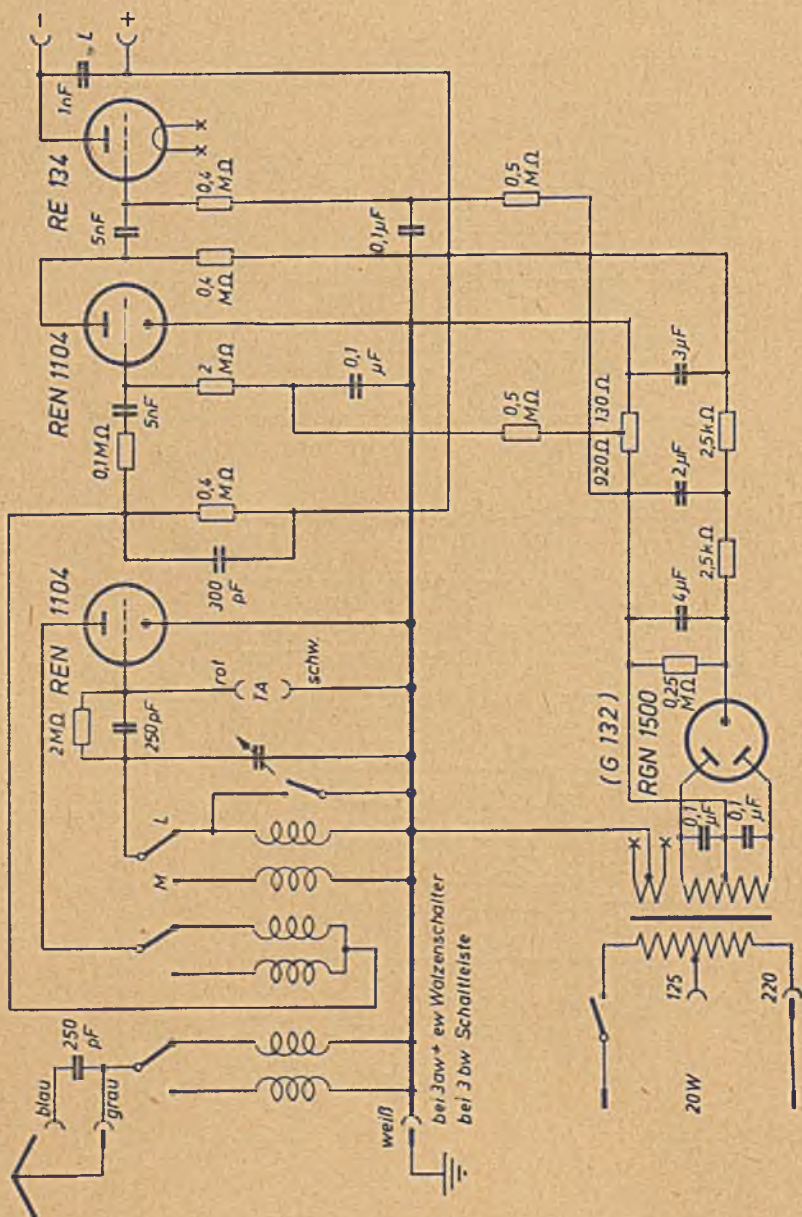 blau
250
pF
grau
weiß
bei 3aw + ew Walzenschalter
bei 3 bw Schaltleiste
M
L
2MΩ
250pF
REN 1104
rot
TA
schw.
300
pF
0,4
MΩ
0,1MΩ
5nF
REN 1104
2
MΩ
0,1
µF
0,4
MΩ
5nF
RE 134
0,4
MΩ
0,1µF
1nF
L
-
+
20W
125
220
0,1
µF
0,1
µF
(G 132)
RGN 1500
0,25
MΩ
4µF
2,5kΩ
2µF
920Ω
130Ω
0,5
MΩ
3µF
2,5kΩ
0,5
MΩ